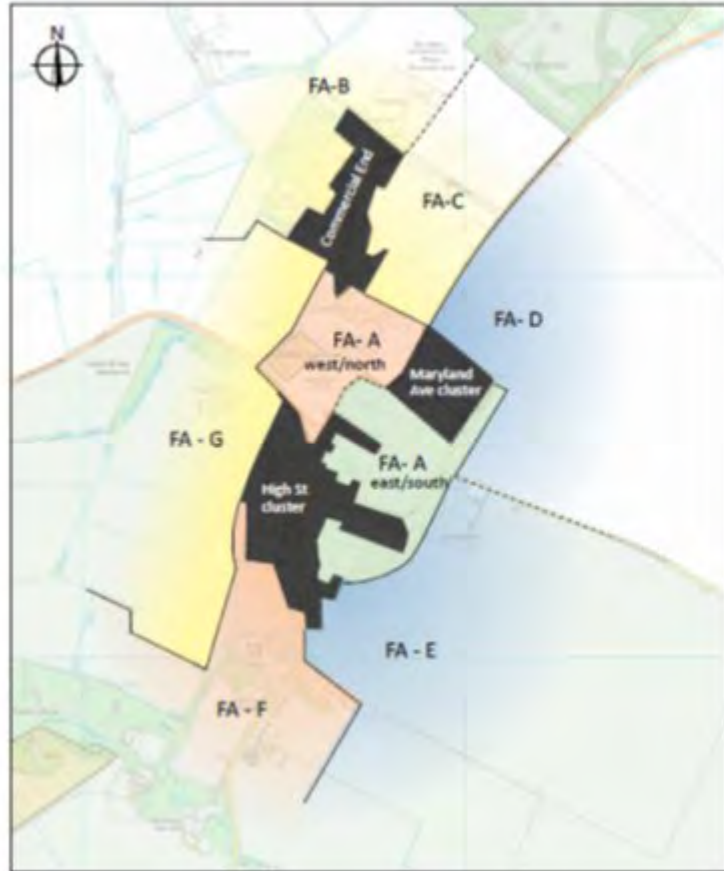 N
FA-B
Commercial End
FA-C
FA- D
FA- A
west/north
Maryland
Ave cluster
FA - G
FA- A
east/south
High St
cluster
FA - E
FA - F